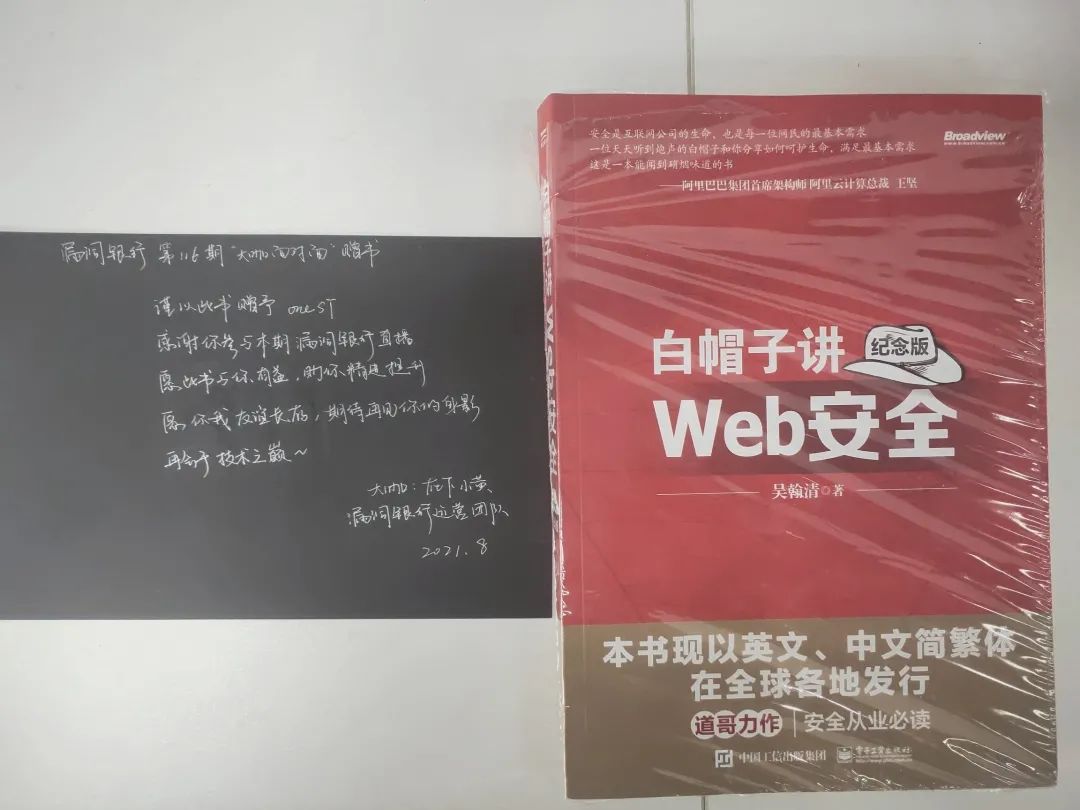 漏洞银行 第116期"大咖面对面"赠书
谨以此书赠予 oneST
感谢你参与本期漏洞银行直播
愿此书与你有益，助你精进提升
愿你我友谊长存，期待再见你的身影
再会于技术之巅~
大咖：在下小黄
漏洞银行运营团队
2021.8
安全是互联网公司的生命，也是每一位网民的最基本需求
一位天天听到炮声的白帽子和你分享如何呵护生命，满足最基本需求
这是一本能闻到硝烟味道的书
——阿里巴巴集团首席架构师 阿里云计算总裁 王坚
Broadview
www.broadview.com.cn
白帽子讲
纪念版
Web安全
吴翰清◎著
本书现以英文、中文简繁体
在全球各地发行
道哥力作 | 安全从业必读
中国工信出版集团 电子工业出版社